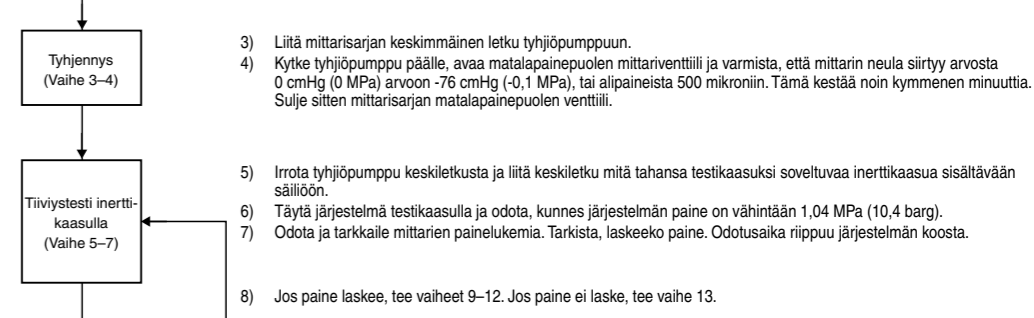 Tyhjennys
(Vaihe 3–4)
3) Liitä mittarisarjan keskimmäinen letku tyhjiöpumppuun.
4) Kytke tyhjiöpumppu päälle, avaa matalapainepuolen mittariventtiili ja varmista, että mittarin neula siirtyy arvosta
0 cmHg (0 MPa) arvoon -76 cmHg (-0,1 MPa), tai alipaineista 500 mikroniin. Tämä kestää noin kymmenen minuuttia.
Sulje sitten mittarisarjan matalapainepuolen venttiili.
Tiiviystesti inertti-
kaasulla
(Vaihe 5–7)
5) Irrota tyhjiöpumppu keskiletkusta ja liitä keskiletku mitä tahansa testikaasuksi soveltuvaa inerttikaasua sisältävään
säiliöön.
6) Täytä järjestelmä testikaasulla ja odota, kunnes järjestelmän paine on vähintään 1,04 MPa (10,4 barg).
7) Odota ja tarkkaile mittarien painelukemia. Tarkista, laskeeko paine. Odotusaika riippuu järjestelmän koosta.
8) Jos paine laskee, tee vaiheet 9–12. Jos paine ei laske, tee vaihe 13.